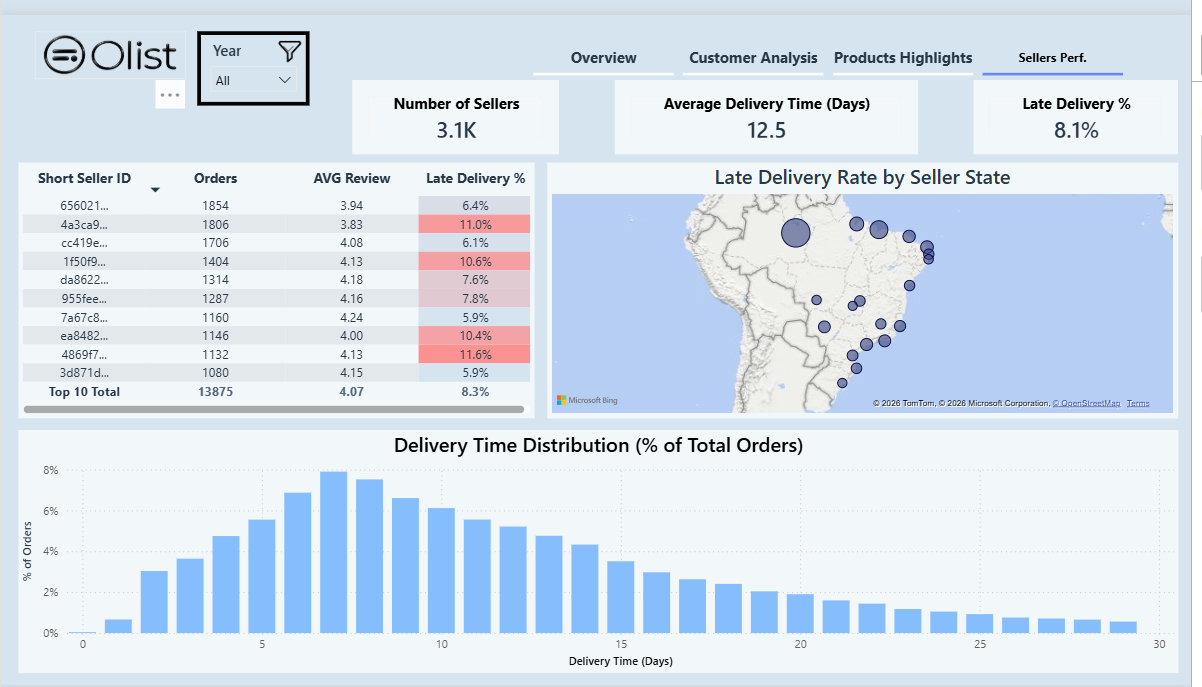 Olist
Year
All
Overview
Customer Analysis
Products Highlights
Sellers Perf.
Number of Sellers
3.1K
Average Delivery Time (Days)
12.5
Late Delivery %
8.1%
Short Seller ID Orders AVG Review Late Delivery %
656021... 1854 3.94 6.4%
4a3ca9... 1806 3.83 11.0%
cc419e... 1706 4.08 6.1%
1f50f9... 1404 4.13 10.6%
da8622... 1314 4.18 7.6%
955fee... 1287 4.16 7.8%
7a67c8... 1160 4.24 5.9%
ea8482... 1146 4.00 10.4%
4869f7... 1132 4.13 11.6%
3d871d... 1080 4.15 5.9%
Top 10 Total 13875 4.07 8.3%
Late Delivery Rate by Seller State
Microsoft Bing
© 2026 TomTom, © 2026 Microsoft Corporation, © OpenStreetMap Terms
Delivery Time Distribution (% of Total Orders)
% of Orders
8%
6%
4%
2%
0%
0 5 10 15 20 25 30
Delivery Time (Days)